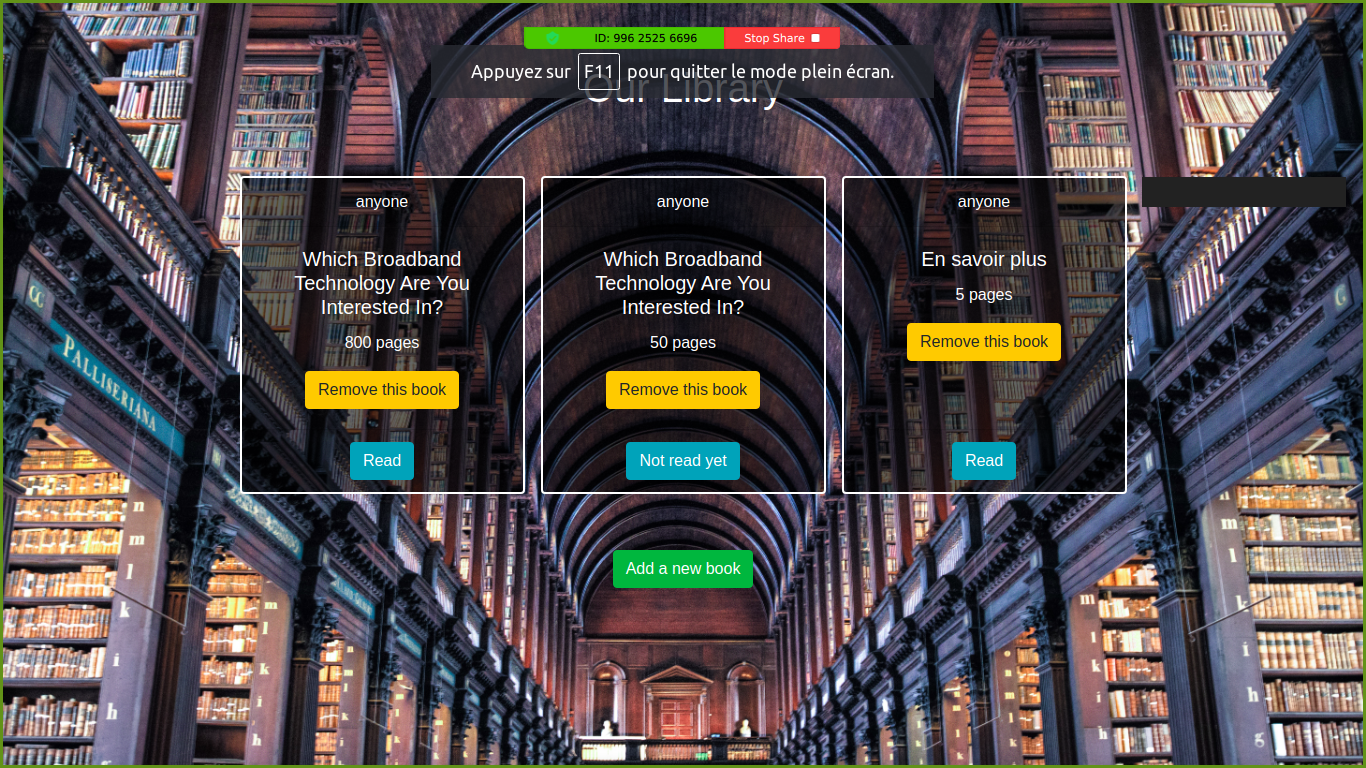 ID: 996 2525 6696 Stop Share
Appuyez sur F11 pour quitter le mode plein écran.
Our Library
anyone
Which Broadband
Technology Are You
Interested In?
800 pages
Remove this book
Read
anyone
Which Broadband
Technology Are You
Interested In?
50 pages
Remove this book
Not read yet
anyone
En savoir plus
5 pages
Remove this book
Read
Add a new book
CC
PALLISERIANA
G
n
m
l
k
i
h
m
l
k
i
h
m
l
k
i
h
g